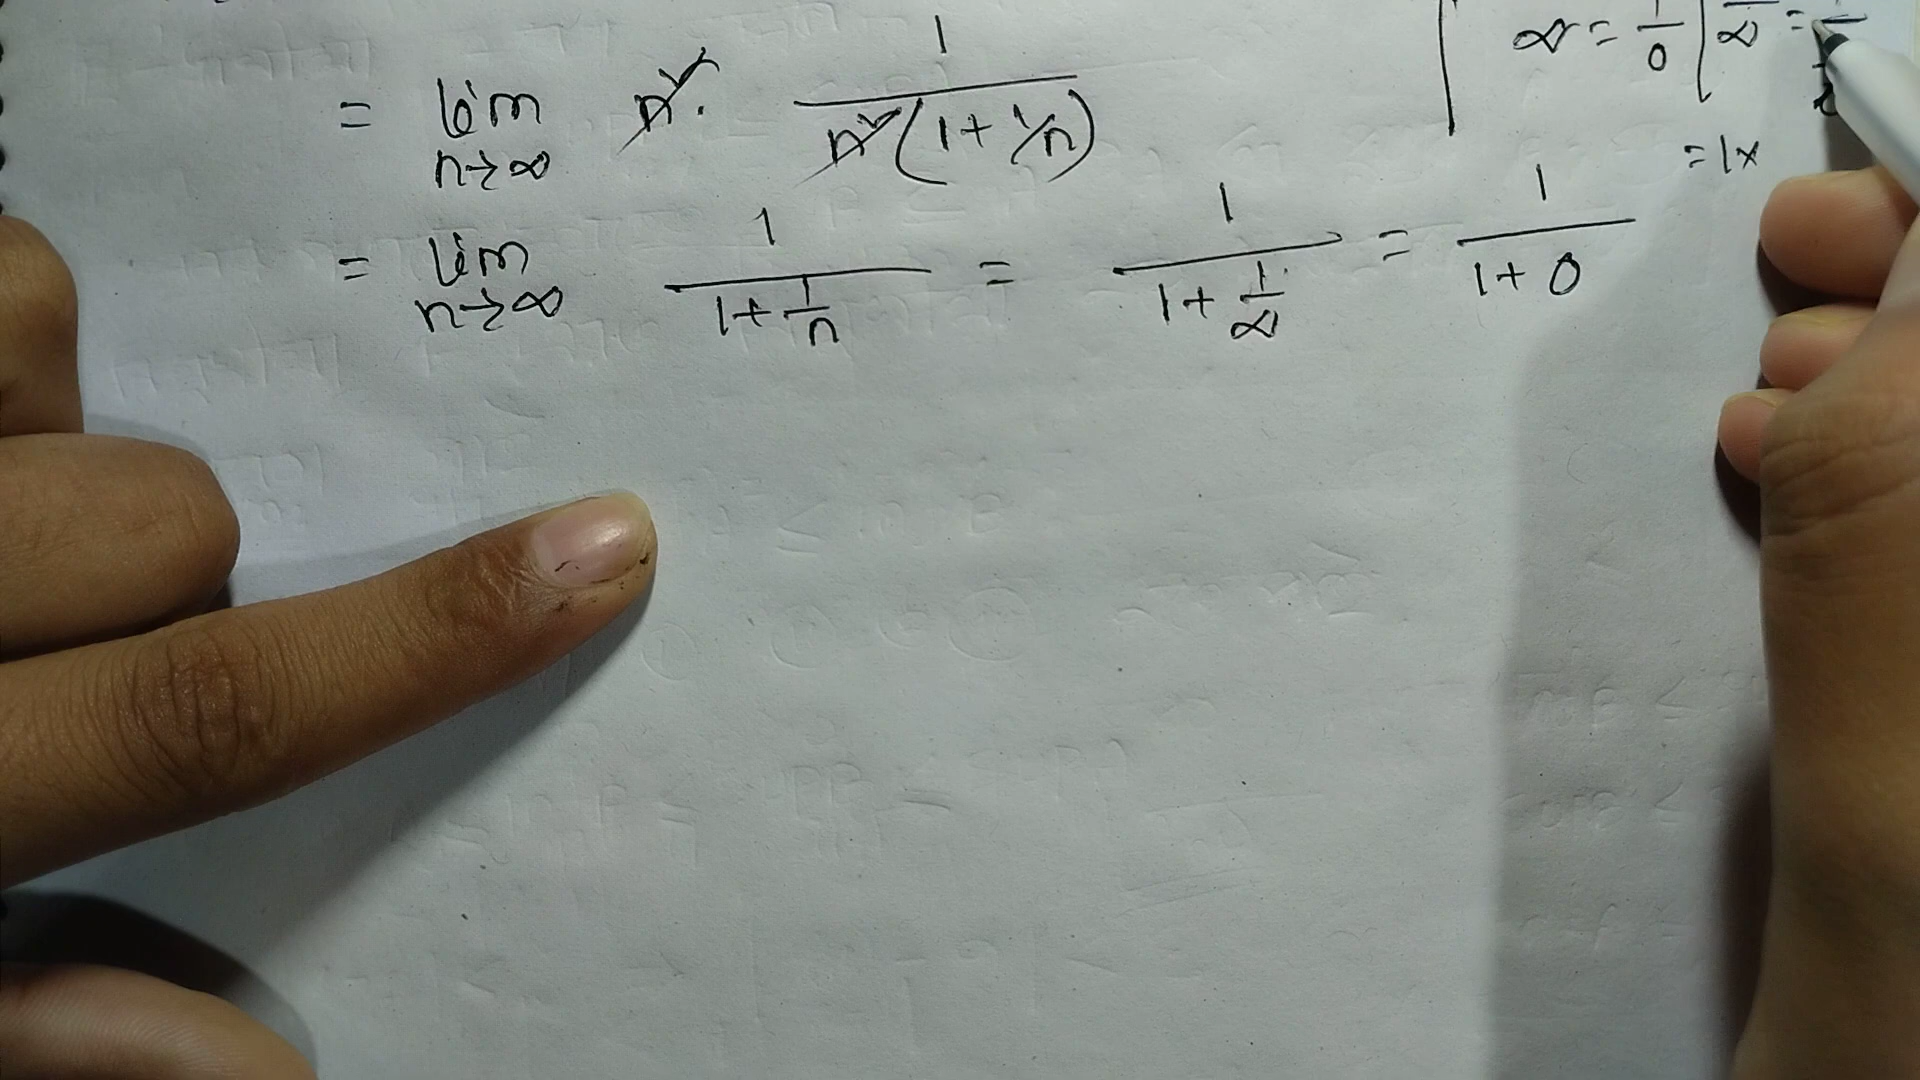 = lim n→∞ n². 1/(n²(1 + 1/n))
= lim n→∞ 1/(1 + 1/n) = 1/(1 + 1/∞) = 1/(1 + 0)
∞ = 1/0
= 1×